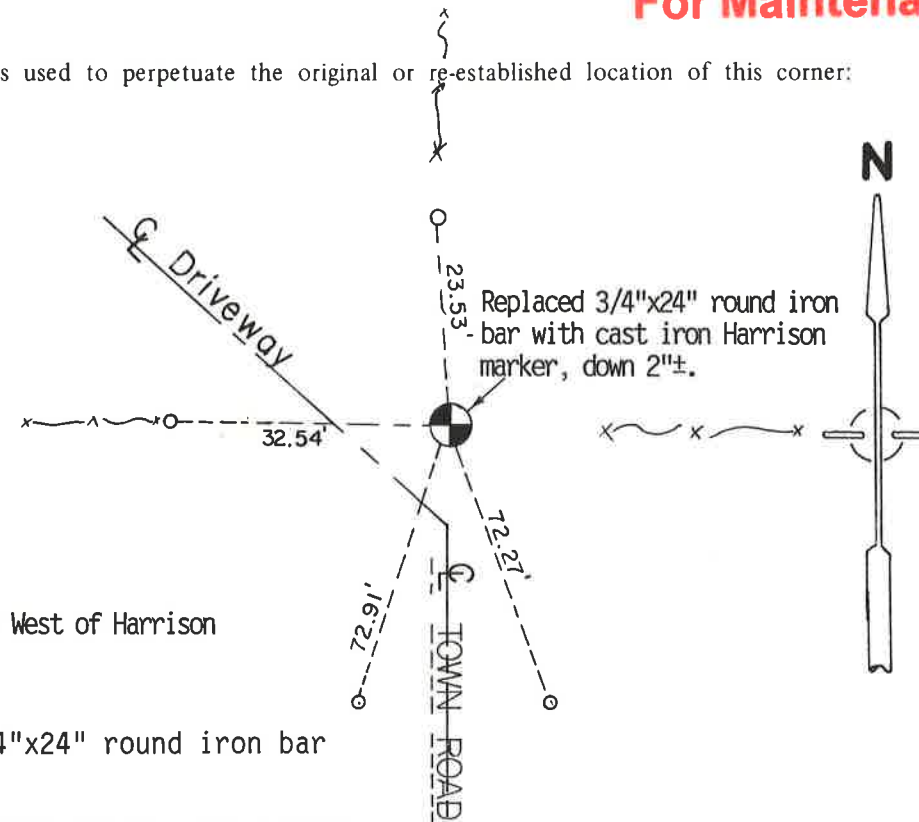 For Maintena
s used to perpetuate the original or re-established location of this corner:
N
℄ Driveway
23.53
Replaced 3/4"x24" round iron
bar with cast iron Harrison
marker, down 2"±.
32.54'
72.91'
72.27'
℄ TOWN ROAD
West of Harrison
4"x24" round iron bar